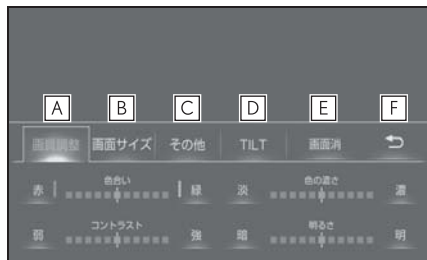 A B C D E F
画質調整 画面サイズ その他 TILT 画面消
赤 色合い 緑 淡 色の濃さ 濃
弱 コントラスト 強 暗 明るさ 明